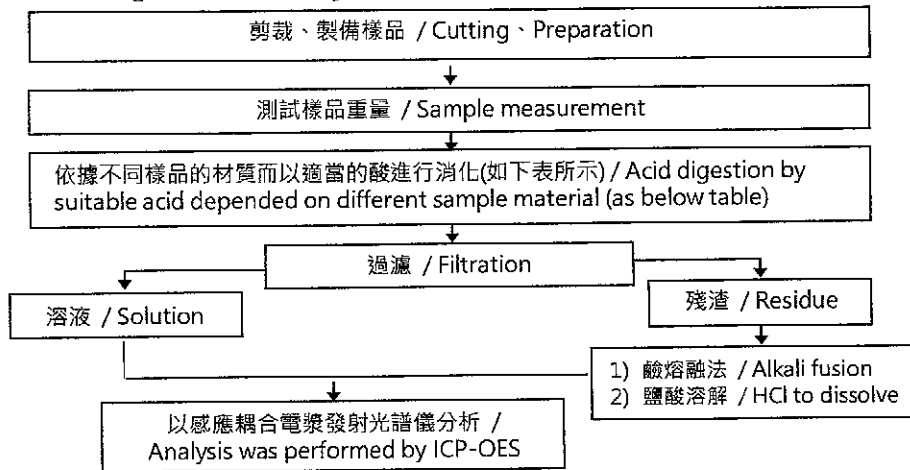 剪裁、製備樣品 / Cutting、Preparation
測試樣品重量 / Sample measurement
依據不同樣品的材質而以適當的酸進行消化(如下表所示) / Acid digestion by
suitable acid depended on different sample material (as below table)
過濾 / Filtration
溶液 / Solution
殘渣 / Residue
1) 鹼熔融法 / Alkali fusion
2) 鹽酸溶解 / HCl to dissolve
以感應耦合電漿發射光譜儀分析 /
Analysis was performed by ICP-OES